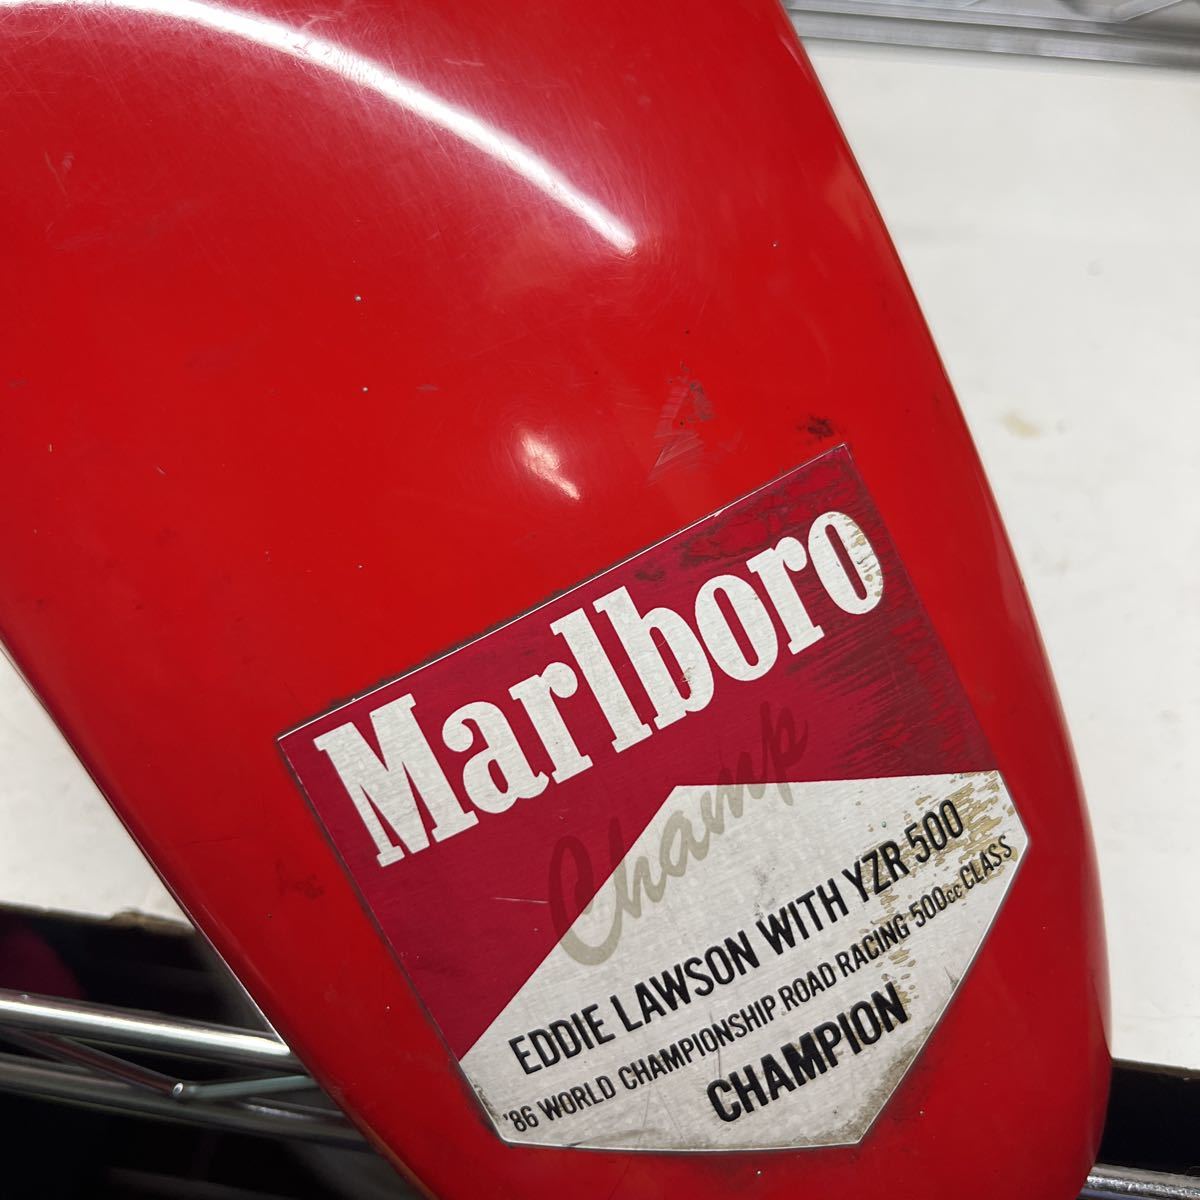 Marlboro
Champ
EDDIE LAWSON WITH YZR 500
'86 WORLD CHAMPIONSHIP ROAD RACING 500cc CLASS
CHAMPION